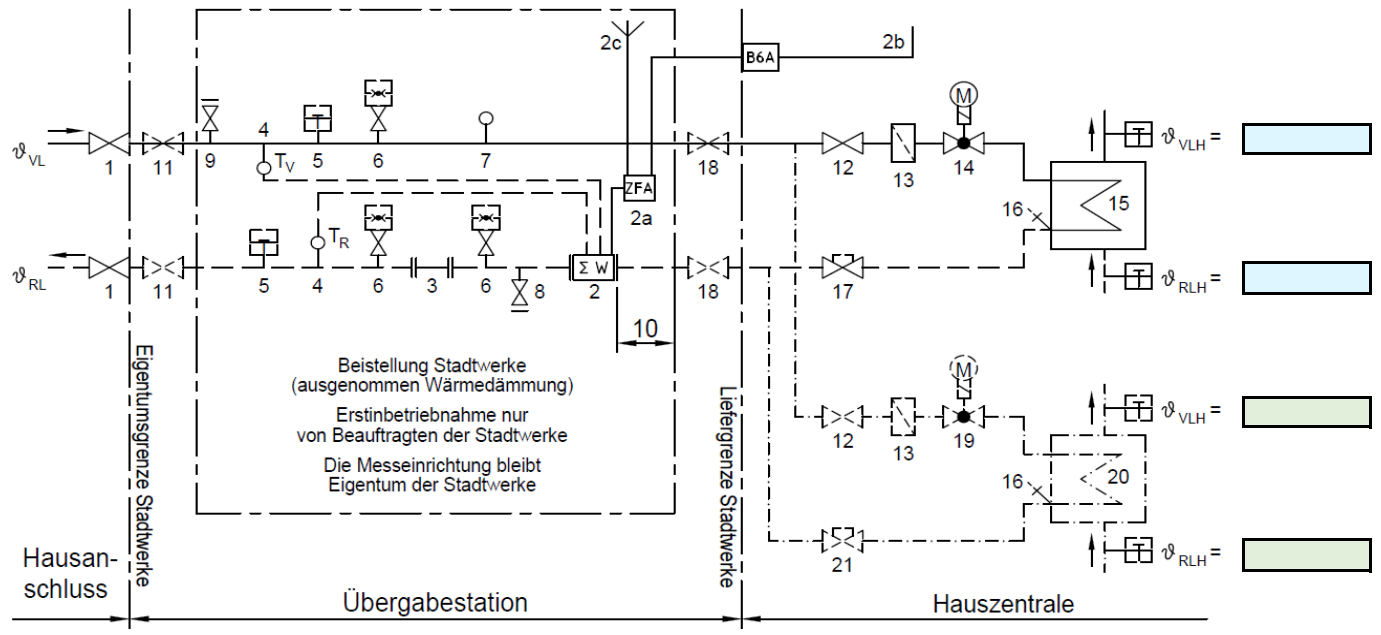 2c
B6A
2b
M
ϑVL
1
11
9
4
5
6
7
18
12
13
14
ϑVLH =
TV
ZFA
2a
16
15
TR
ϑRL
1
11
5
4
6
3
6
8
Σ W
2
18
17
ϑRLH =
10
Beistellung Stadtwerke
(ausgenommen Wärmedämmung)
Erstinbetriebnahme nur
von Beauftragten der Stadtwerke
Die Messeinrichtung bleibt
Eigentum der Stadtwerke
Eigentumsgrenze Stadtwerke
Liefergrenze Stadtwerke
M
12
13
19
ϑVLH =
16
20
21
ϑRLH =
Hausan-
schluss
Übergabestation
Hauszentrale
T
T
T
T
T
T